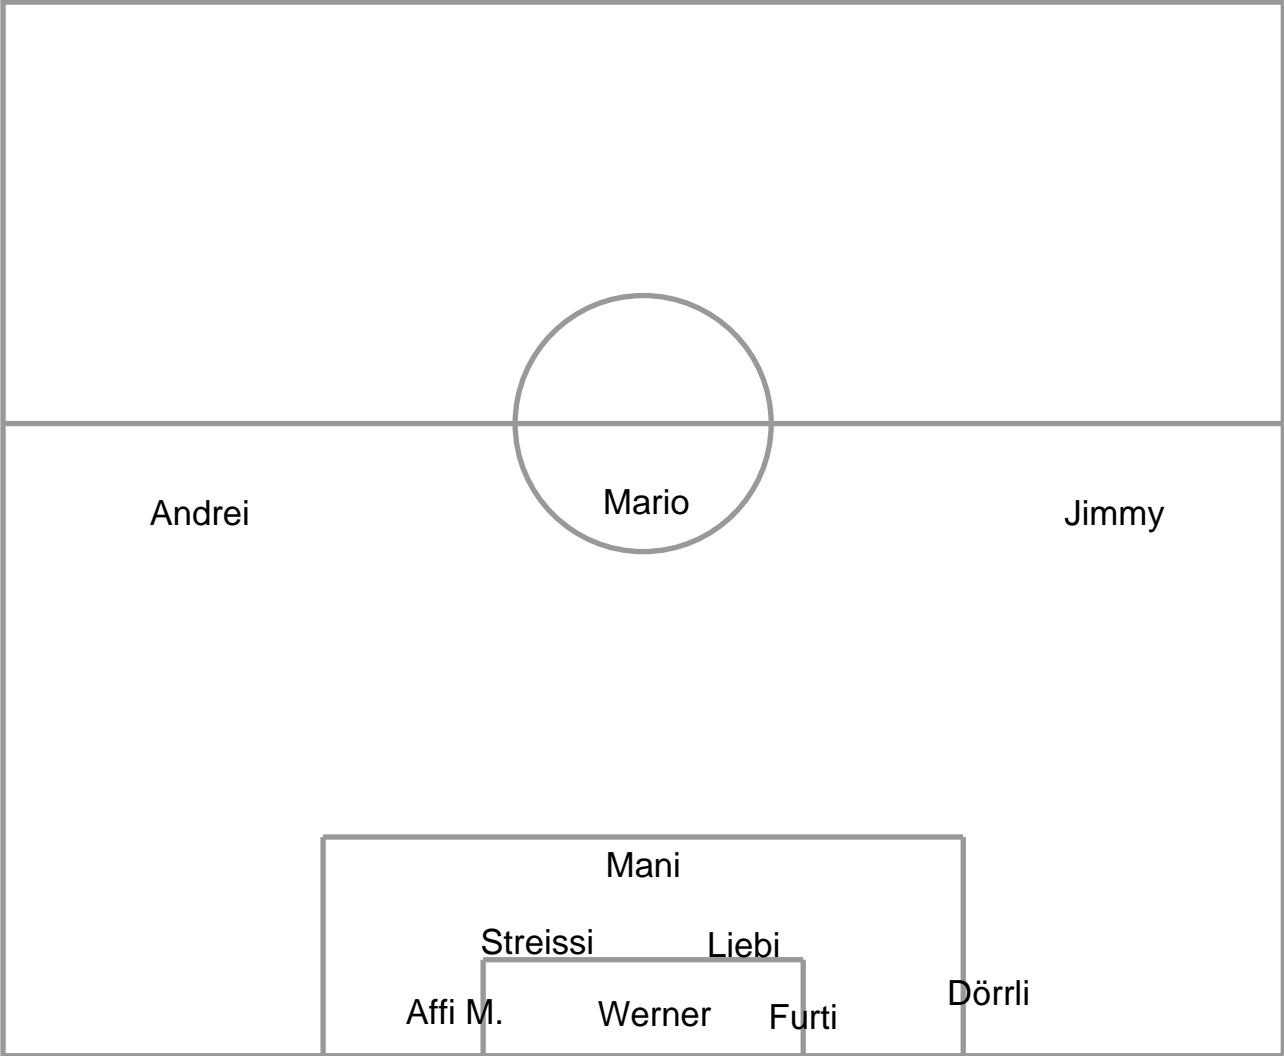 Andrei
Mario
Jimmy
Mani
Streissi
Liebi
Dörrli
Affi M.
Werner
Furti